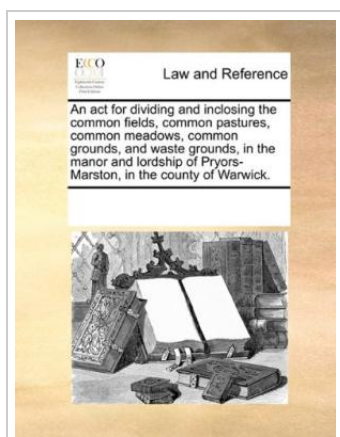 ECCO
Law and Reference
An act for dividing and inclosing the
common fields, common pastures,
common meadows, common
grounds, and waste grounds, in the
manor and lordship of Pryors-
Marston, in the county of Warwick.